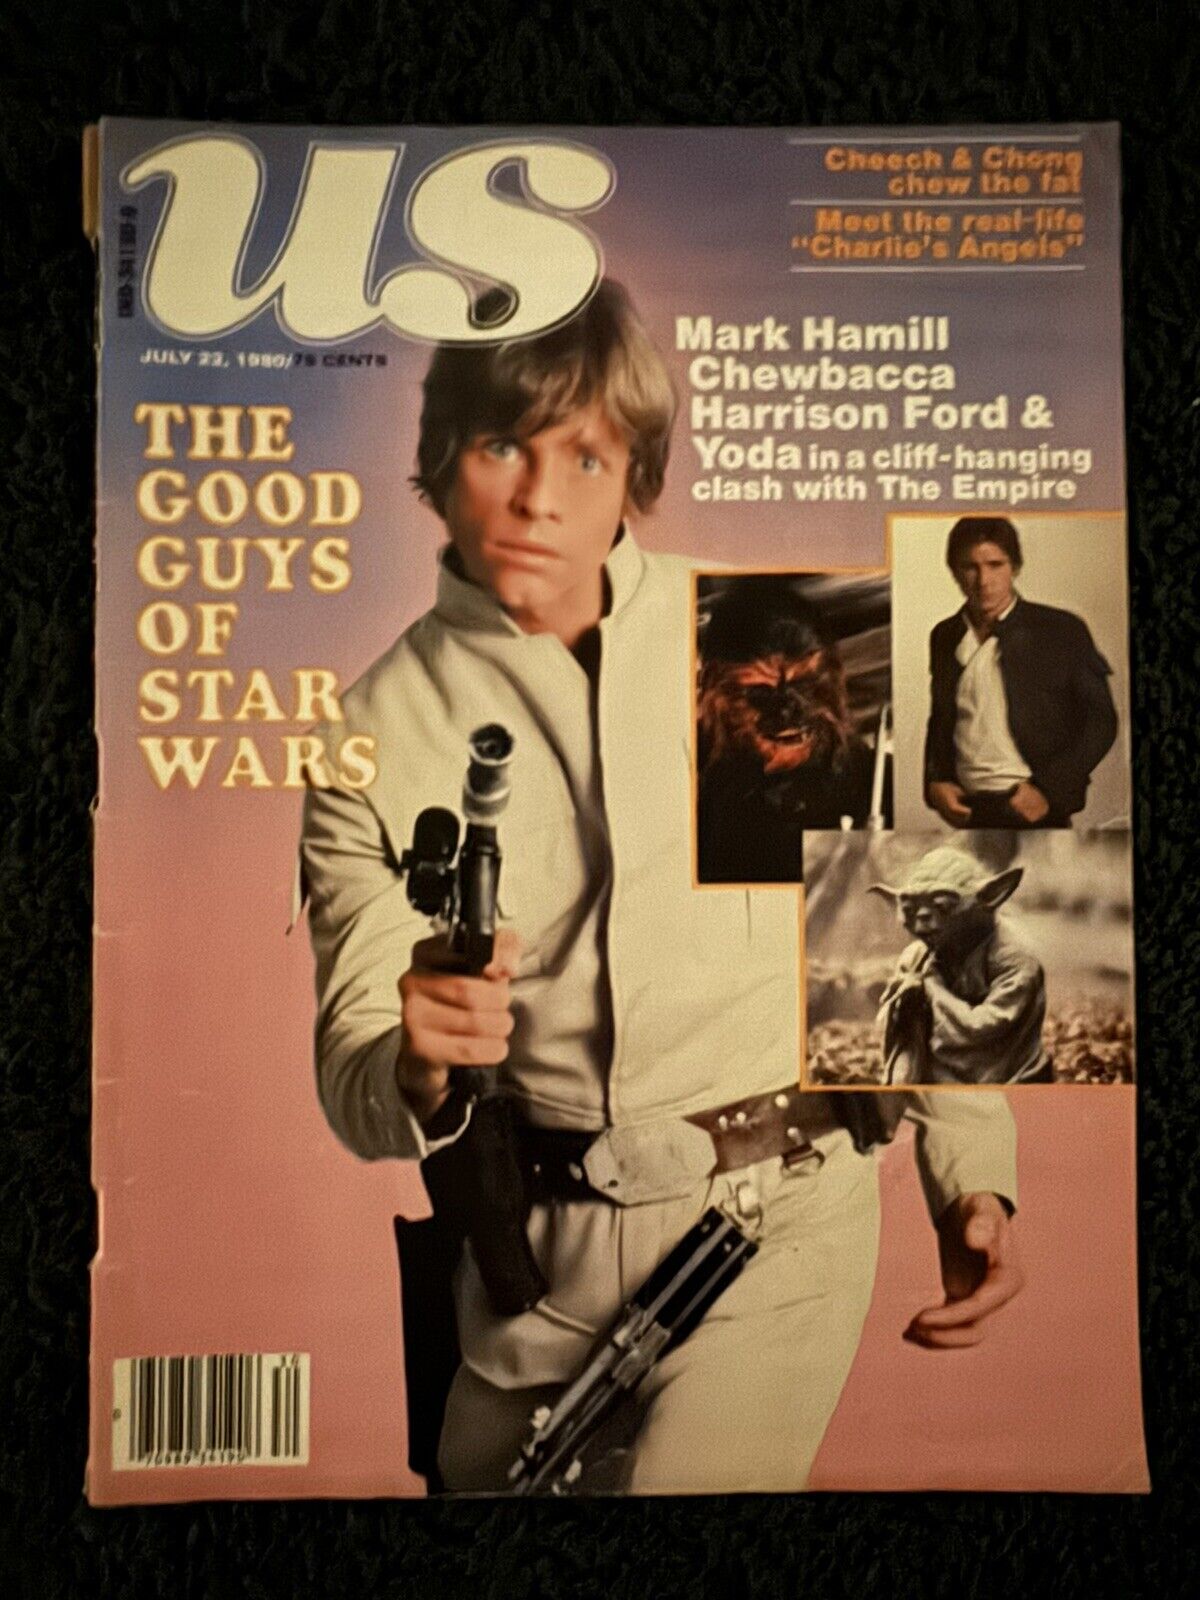 us
Cheech & Chong
chew the fat
Meet the real-life
"Charlie's Angels"
JULY 22, 1980/75 CENTS
Mark Hamill
Chewbacca
Harrison Ford &
Yoda in a cliff-hanging
clash with The Empire
THE
GOOD
GUYS
OF
STAR
WARS